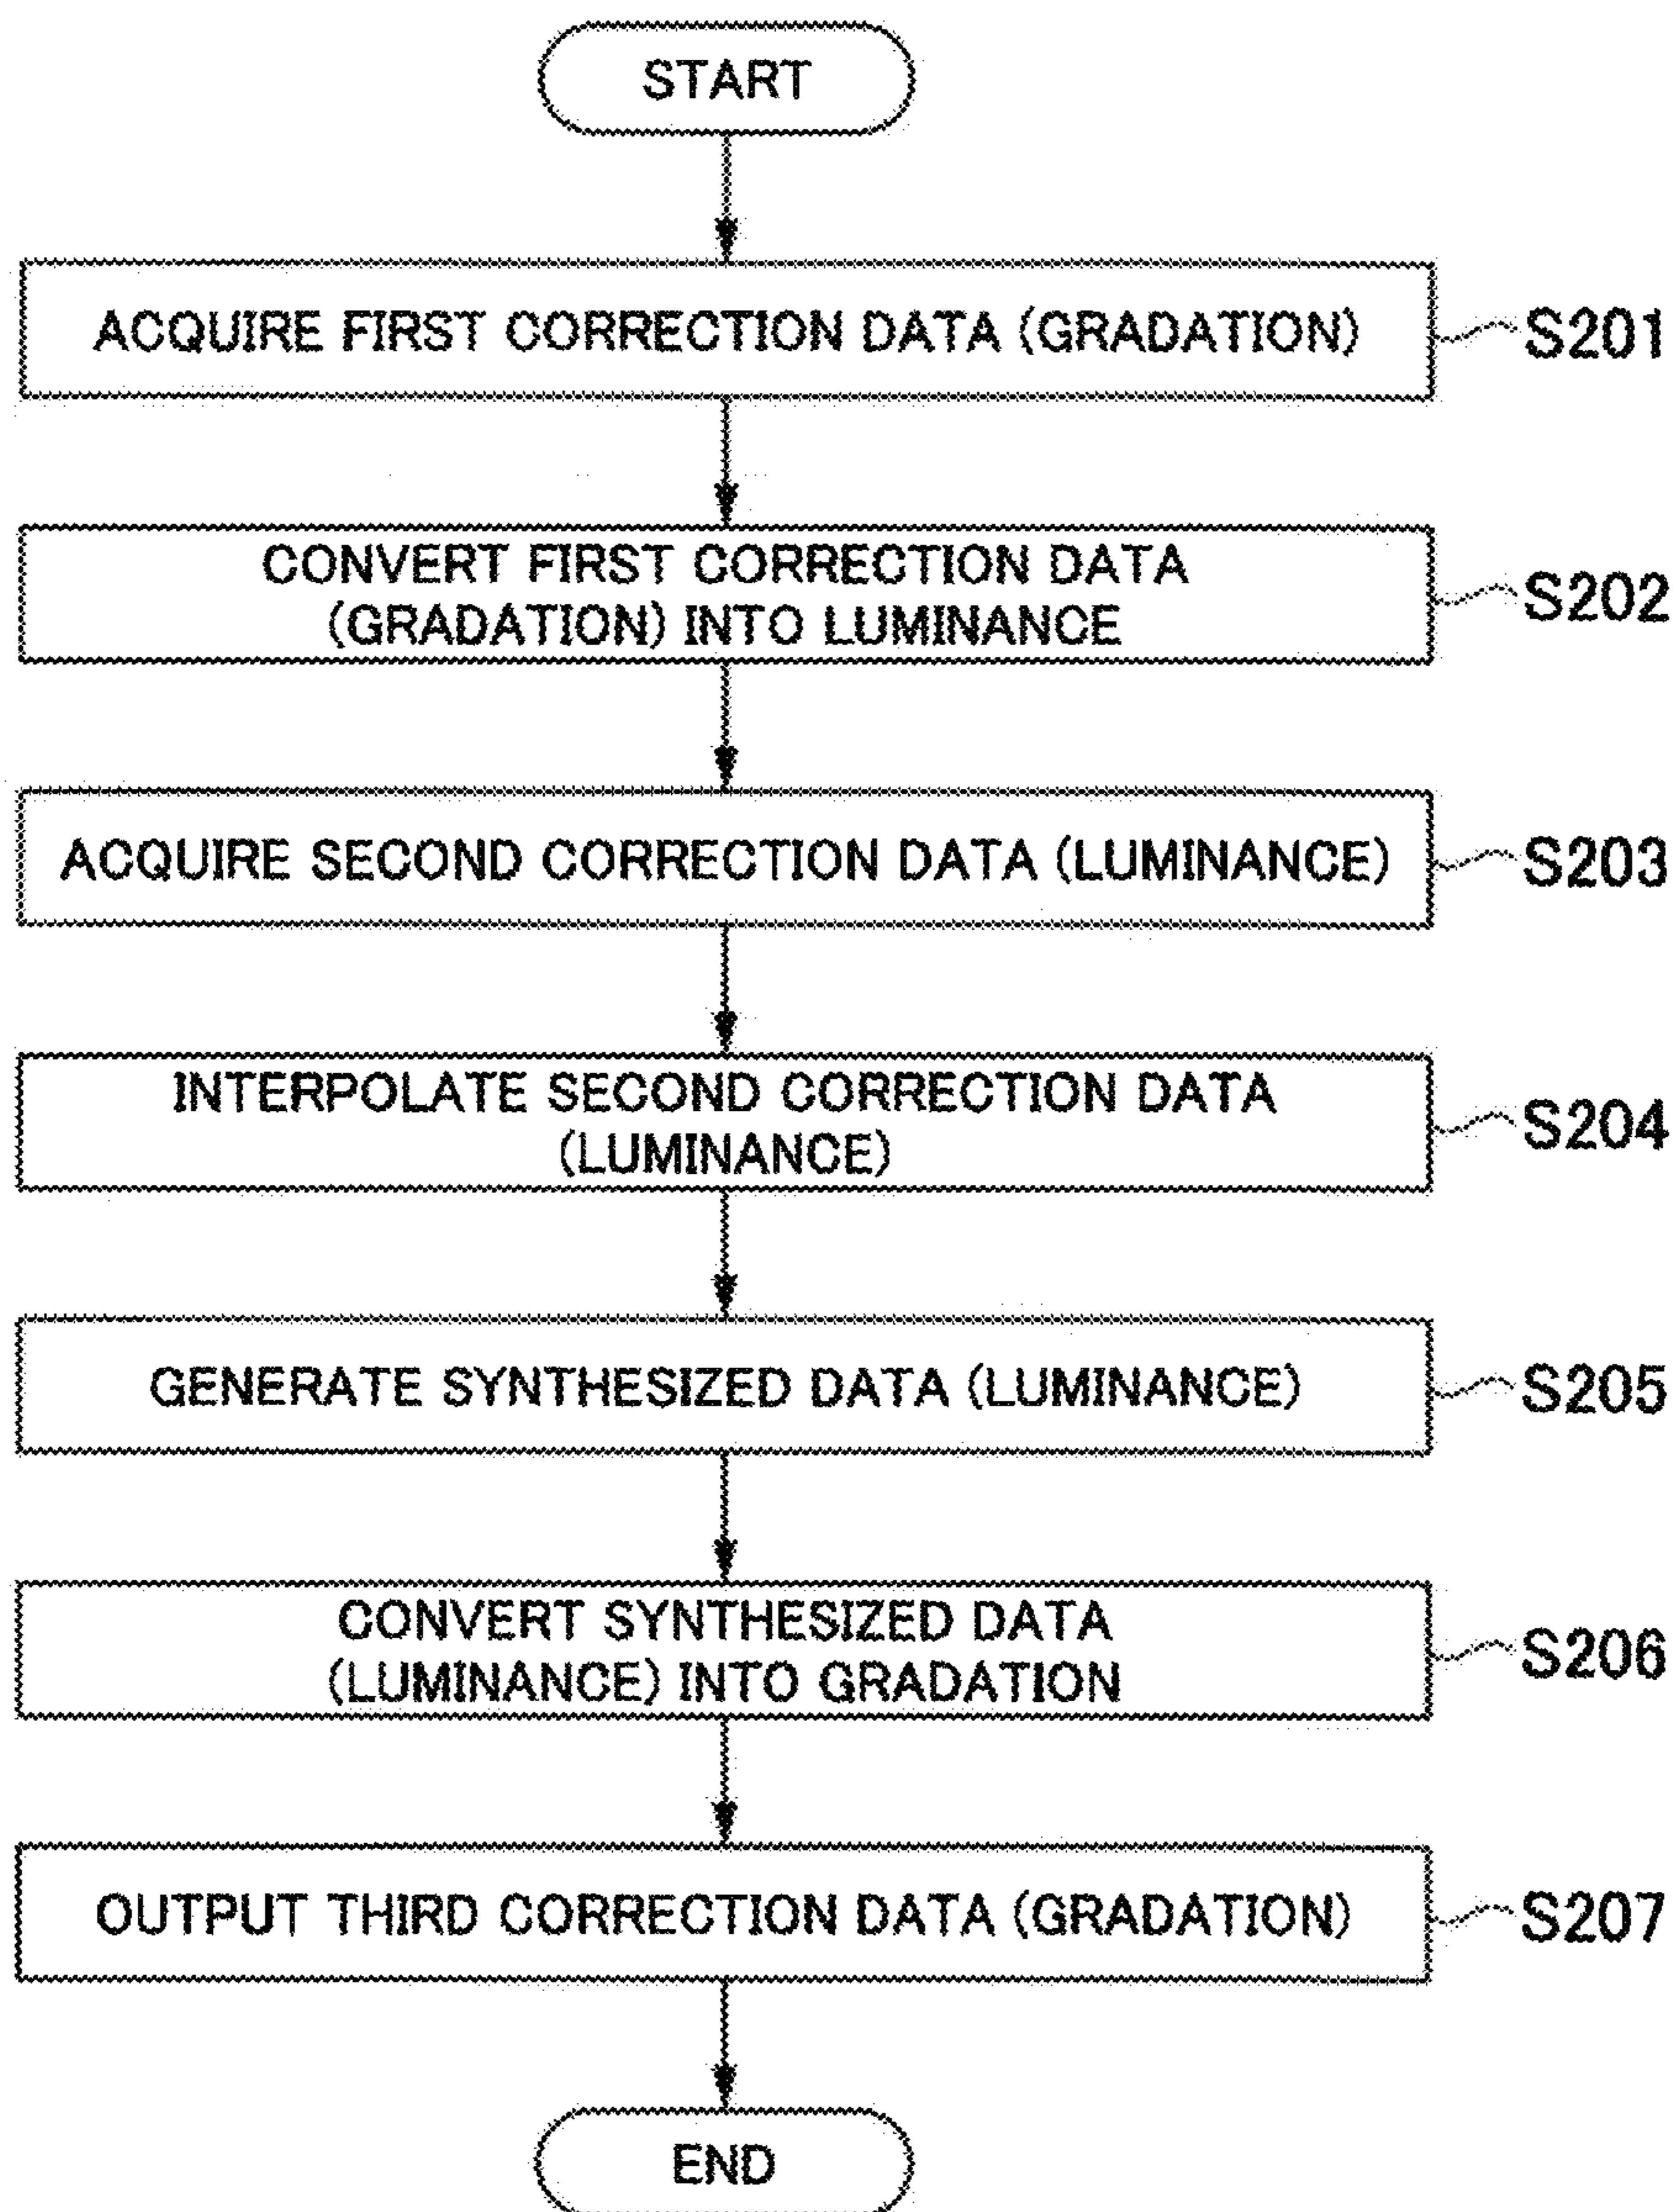 START
ACQUIRE FIRST CORRECTION DATA (GRADATION)
S201
CONVERT FIRST CORRECTION DATA
(GRADATION) INTO LUMINANCE
S202
ACQUIRE SECOND CORRECTION DATA (LUMINANCE)
S203
INTERPOLATE SECOND CORRECTION DATA
(LUMINANCE)
S204
GENERATE SYNTHESIZED DATA (LUMINANCE)
S205
CONVERT SYNTHESIZED DATA
(LUMINANCE) INTO GRADATION
S206
OUTPUT THIRD CORRECTION DATA (GRADATION)
S207
END